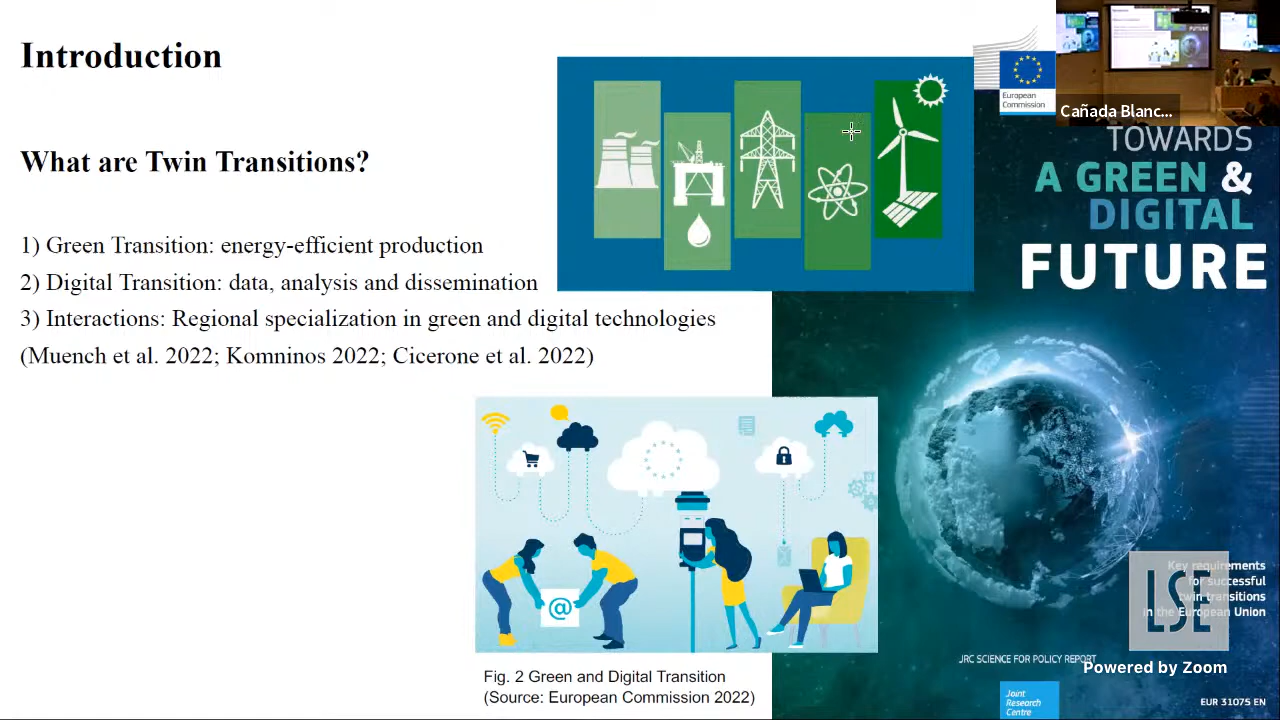 Introduction
What are Twin Transitions?
1) Green Transition: energy-efficient production
2) Digital Transition: data, analysis and dissemination
3) Interactions: Regional specialization in green and digital technologies
(Muench et al. 2022; Komninos 2022; Cicerone et al. 2022)
@
Fig. 2 Green and Digital Transition
(Source: European Commission 2022)
European
Commission
Cañada Blanc...
FUTURE
TOWARDS
A GREEN &
DIGITAL
FUTURE
Key requirements
for successful
twin transitions
in the European Union
LSE
JRC SCIENCE FOR POLICY REPORT
Powered by Zoom
Joint
Research
Centre
EUR 31075 EN